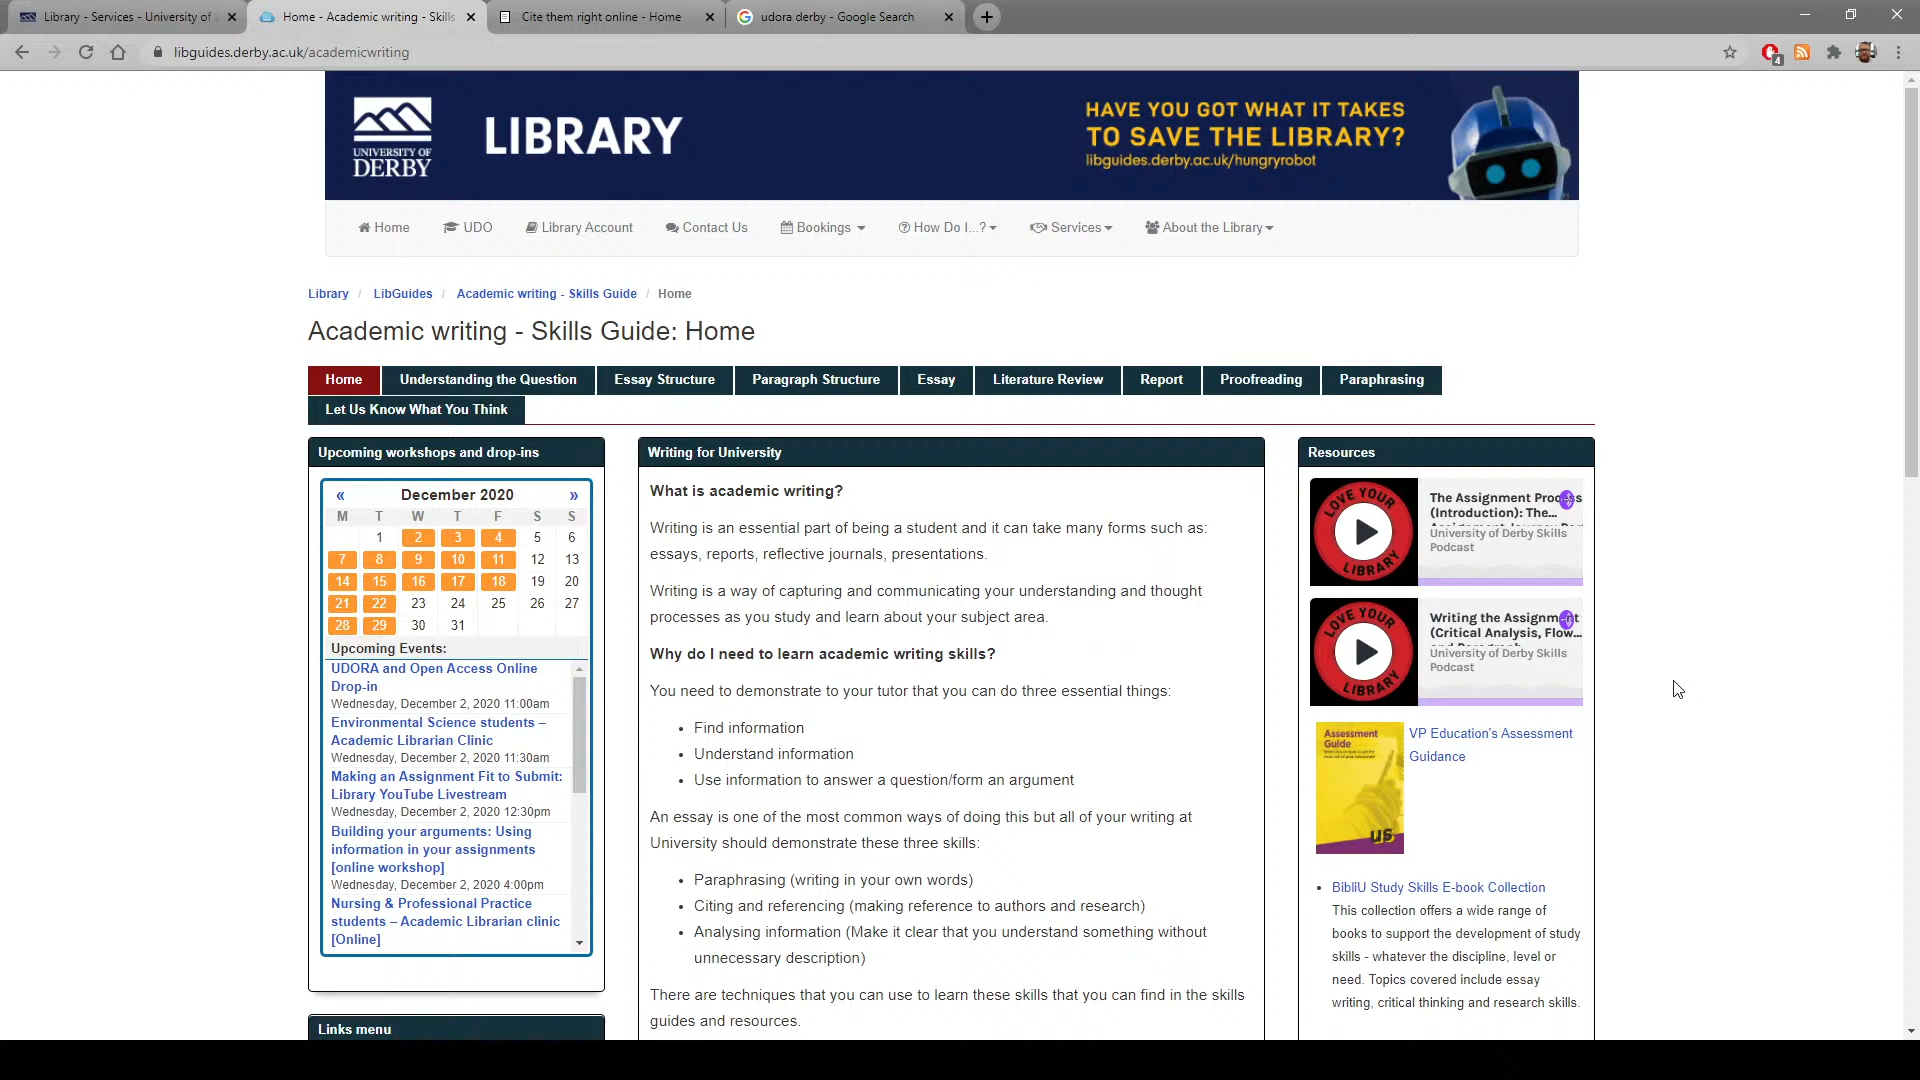 Library - Services - University of
Home - Academic writing - Skills
Cite them right online - Home
udora derby - Google Search
libguides.derby.ac.uk/academicwriting
4
UNIVERSITY OF
DERBY
LIBRARY
HAVE YOU GOT WHAT IT TAKES
TO SAVE THE LIBRARY?
libguides.derby.ac.uk/hungryrobot
Home UDO Library Account Contact Us Bookings How Do I...? Services About the Library
Library / LibGuides / Academic writing - Skills Guide / Home
Academic writing - Skills Guide: Home
Home Understanding the Question Essay Structure Paragraph Structure Essay Literature Review Report Proofreading Paraphrasing
Let Us Know What You Think
Upcoming workshops and drop-ins
« December 2020 »
M T W T F S S
1 2 3 4 5 6
7 8 9 10 11 12 13
14 15 16 17 18 19 20
21 22 23 24 25 26 27
28 29 30 31
Upcoming Events:
UDORA and Open Access Online
Drop-in
Wednesday, December 2, 2020 11:00am
Environmental Science students –
Academic Librarian Clinic
Wednesday, December 2, 2020 11:30am
Making an Assignment Fit to Submit:
Library YouTube Livestream
Wednesday, December 2, 2020 12:30pm
Building your arguments: Using
information in your assignments
[online workshop]
Wednesday, December 2, 2020 4:00pm
Nursing & Professional Practice
students – Academic Librarian clinic
[Online]
Links menu
Writing for University
What is academic writing?
Writing is an essential part of being a student and it can take many forms such as:
essays, reports, reflective journals, presentations.
Writing is a way of capturing and communicating your understanding and thought
processes as you study and learn about your subject area.
Why do I need to learn academic writing skills?
You need to demonstrate to your tutor that you can do three essential things:
• Find information
• Understand information
• Use information to answer a question/form an argument
An essay is one of the most common ways of doing this but all of your writing at
University should demonstrate these three skills:
• Paraphrasing (writing in your own words)
• Citing and referencing (making reference to authors and research)
• Analysing information (Make it clear that you understand something without
unnecessary description)
There are techniques that you can use to learn these skills that you can find in the skills
guides and resources.
Resources
LOVE YOUR
LIBRARY
The Assignment Process
(Introduction): The...
University of Derby Skills
Podcast
LOVE YOUR
LIBRARY
Writing the Assignment
(Critical Analysis, Flow...
University of Derby Skills
Podcast
Assessment
Guide
us
VP Education's Assessment
Guidance
• BibliU Study Skills E-book Collection
This collection offers a wide range of
books to support the development of study
skills - whatever the discipline, level or
need. Topics covered include essay
writing, critical thinking and research skills.